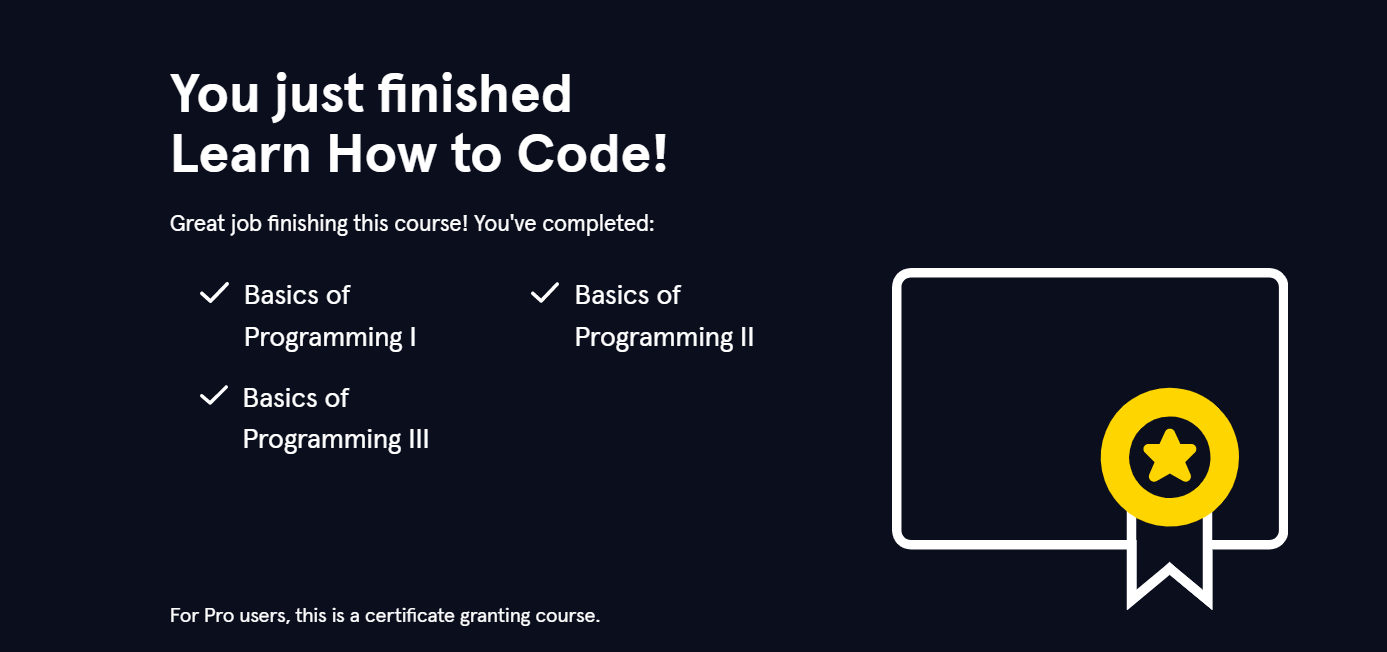 You just finished
Learn How to Code!
Great job finishing this course! You've completed:
Basics of
Programming I
Basics of
Programming II
Basics of
Programming III
For Pro users, this is a certificate granting course.